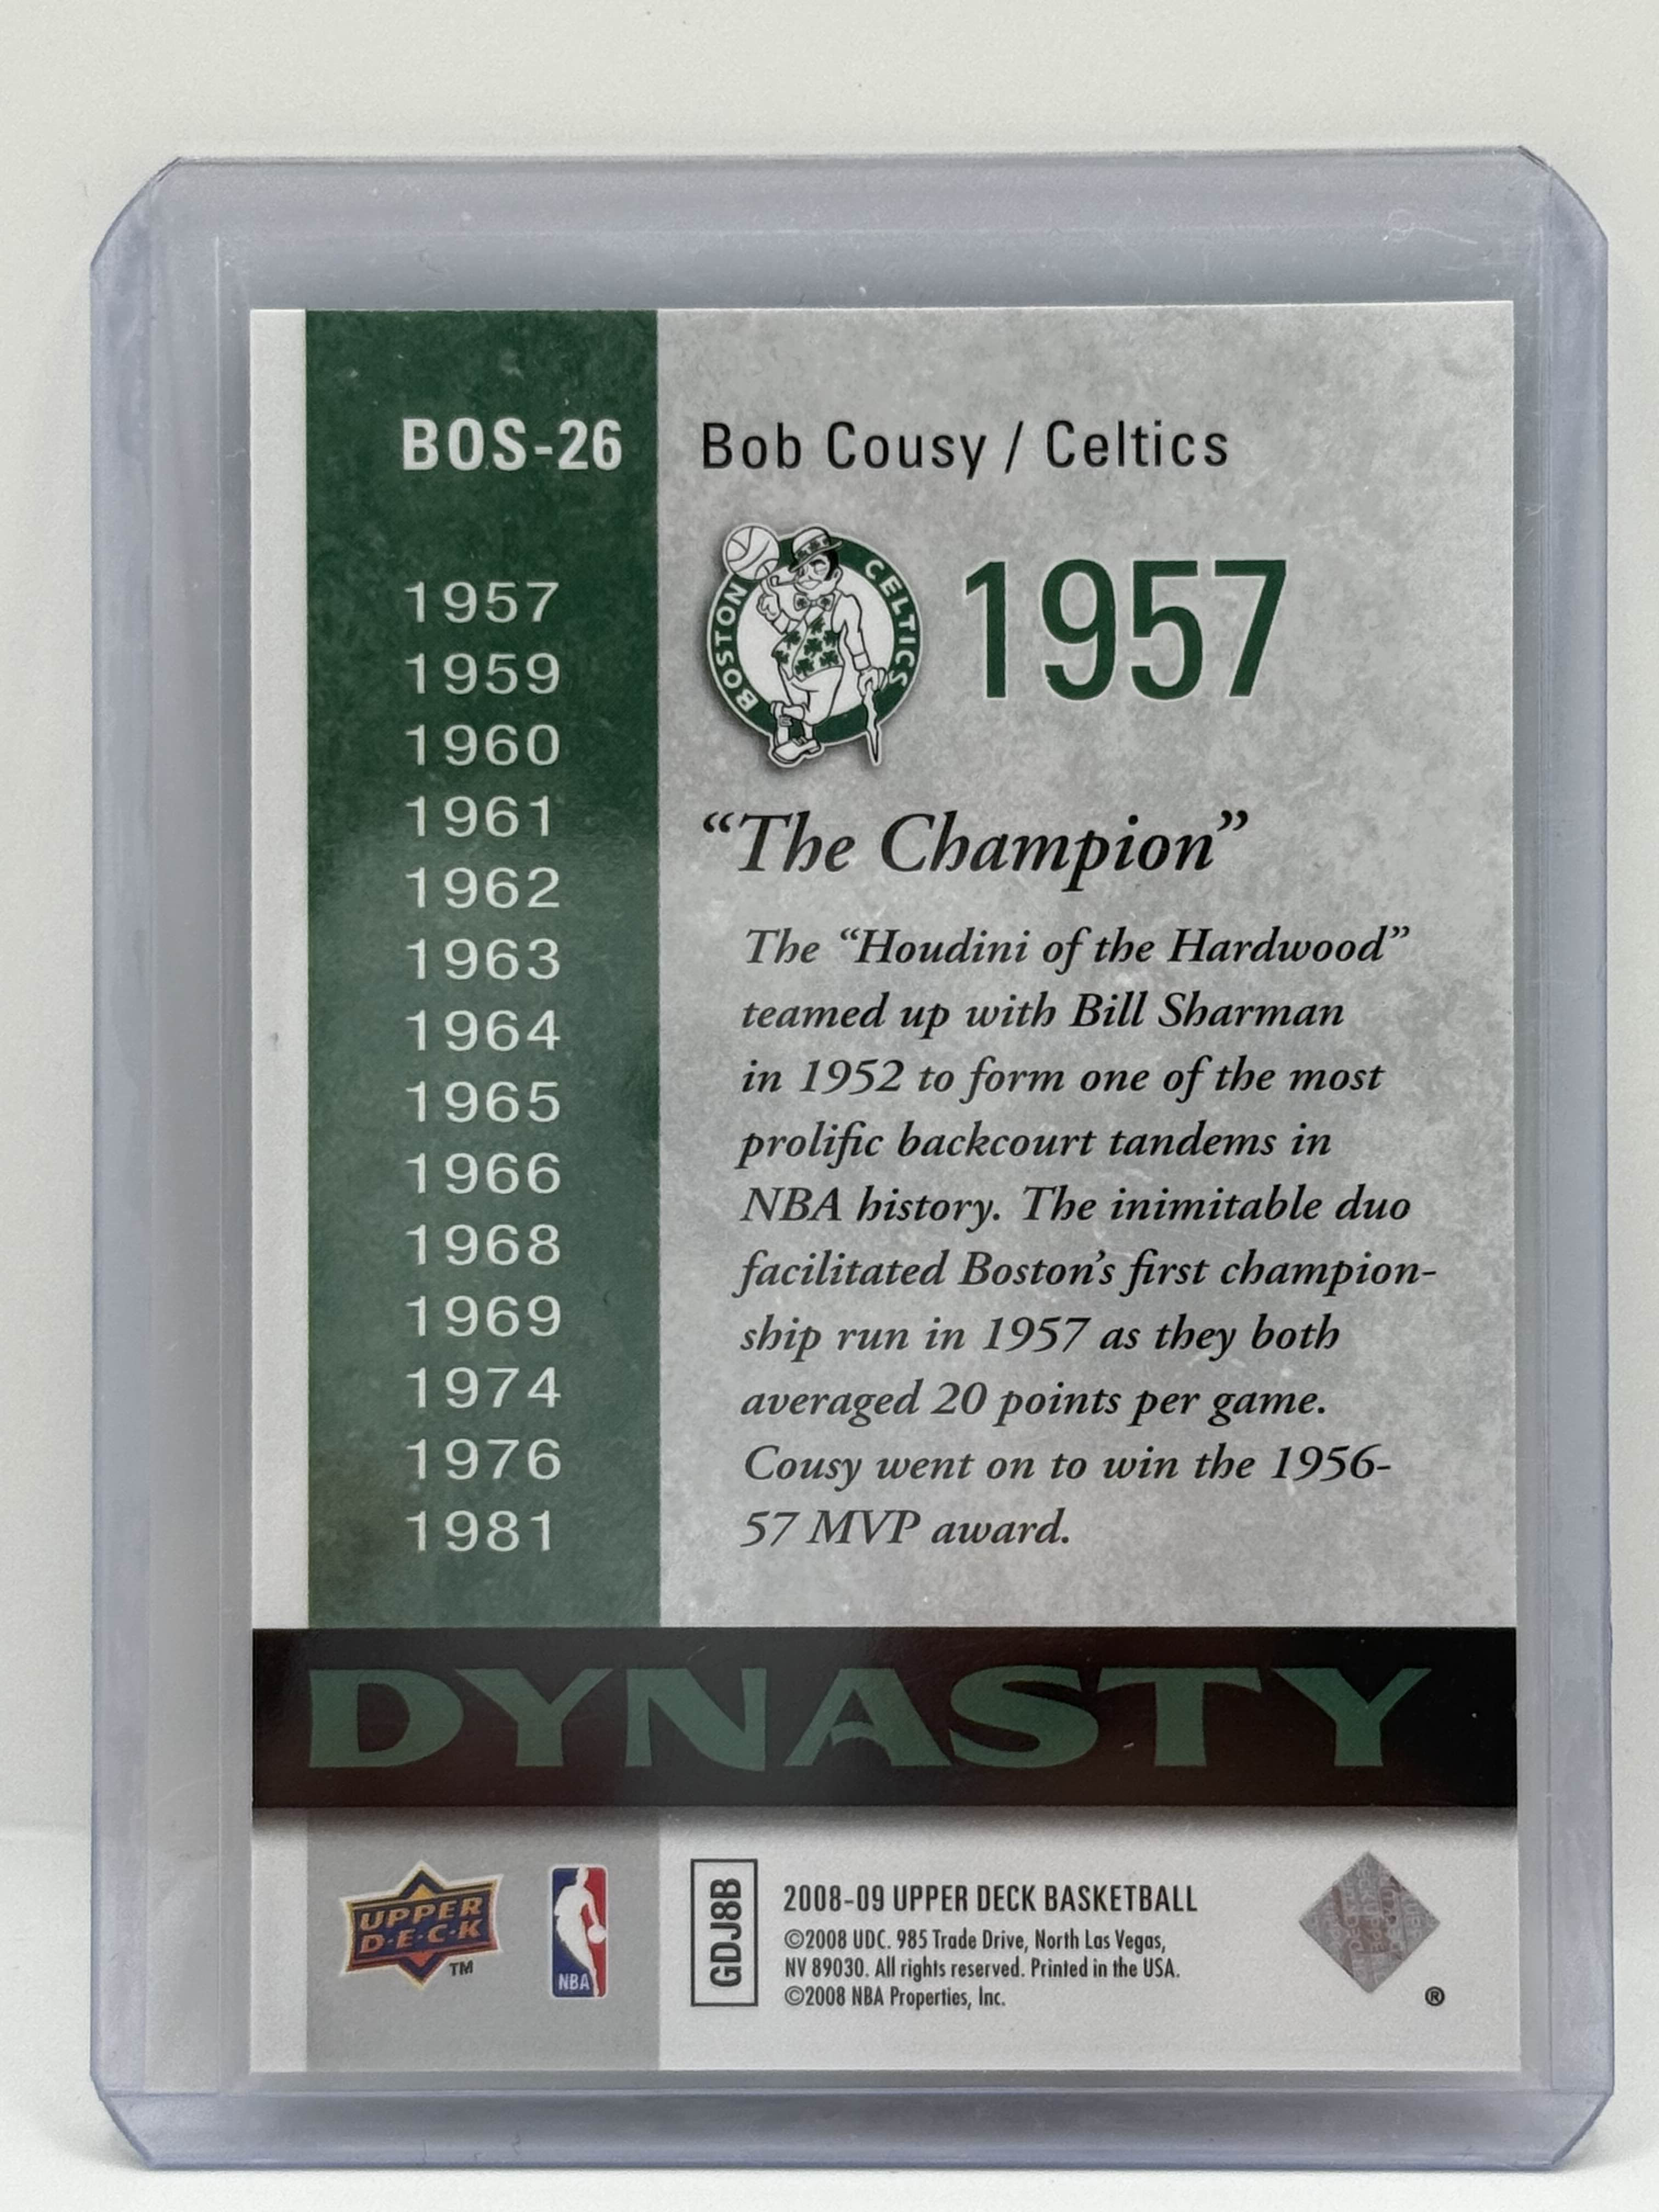 BOS-26
1957
1959
1960
1961
1962
1963
1964
1965
1966
1968
1969
1974
1976
1981
Bob Cousy / Celtics
BOSTON CELTICS
1957
“The Champion”
The “Houdini of the Hardwood”
teamed up with Bill Sharman
in 1952 to form one of the most
prolific backcourt tandems in
NBA history. The inimitable duo
facilitated Boston’s first champion-
ship run in 1957 as they both
averaged 20 points per game.
Cousy went on to win the 1956-
57 MVP award.
DYNASTY
UPPER
D•E•C•K
TM
NBA
GDJ8B
2008-09 UPPER DECK BASKETBALL
©2008 UDC. 985 Trade Drive, North Las Vegas,
NV 89030. All rights reserved. Printed in the USA.
©2008 NBA Properties, Inc.
®